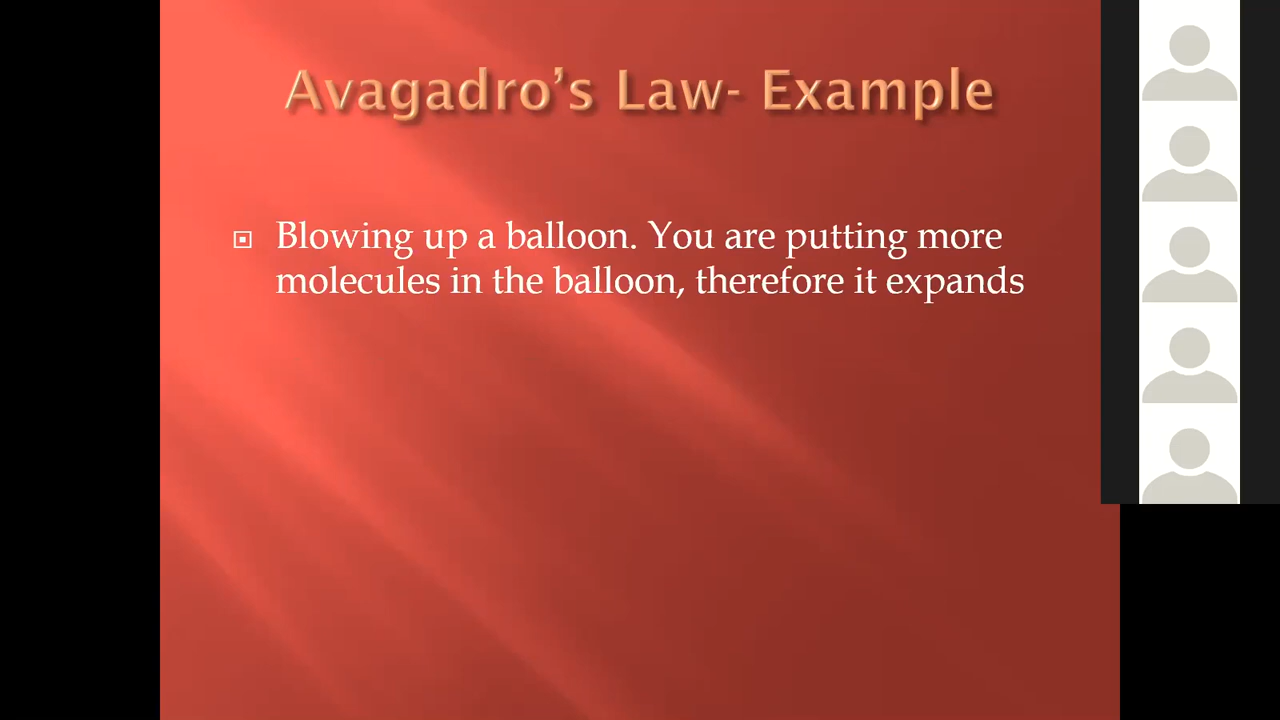 Avagadro's Law- Example
Blowing up a balloon. You are putting more
molecules in the balloon, therefore it expands